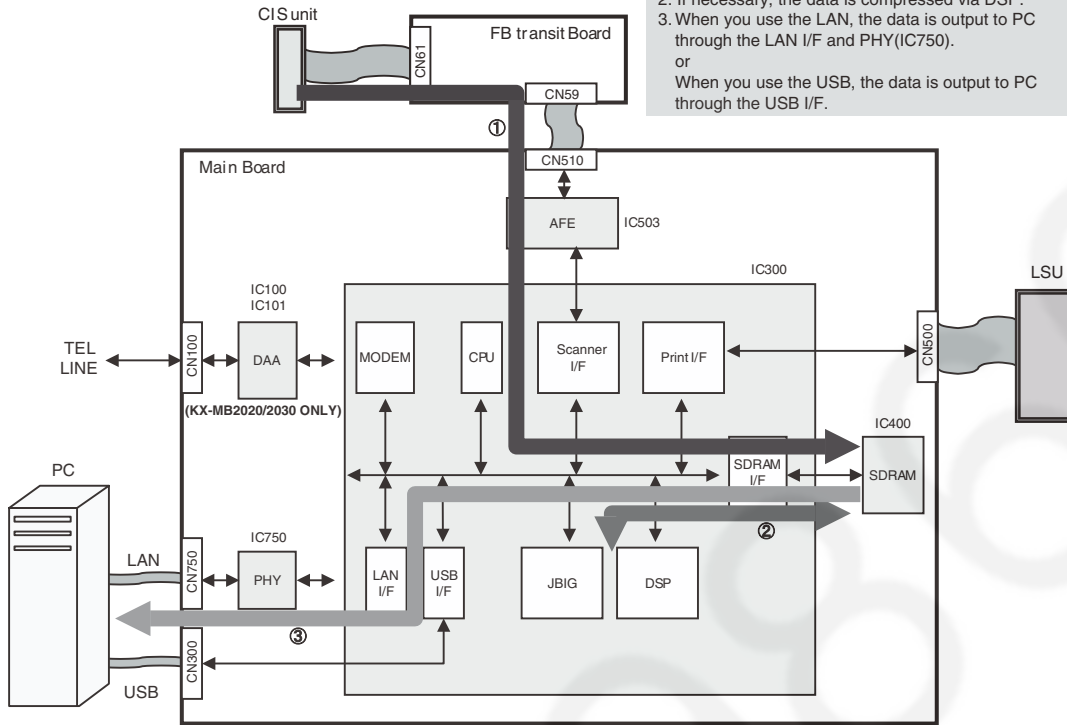 2. If necessary, the data is compressed via DSP.
3. When you use the LAN, the data is output to PC
through the LAN I/F and PHY(IC750).
or
When you use the USB, the data is output to PC
through the USB I/F.
CIS unit
CN61
FB transit Board
CN59
①
CN510
Main Board
AFE
IC503
IC300
LSU
IC100
IC101
TEL
LINE
CN100
DAA
MODEM
CPU
Scanner
I/F
Print I/F
CN500
(KX-MB2020/2030 ONLY)
IC400
SDRAM
I/F
SDRAM
PC
②
LAN
CN750
IC750
PHY
LAN
I/F
USB
I/F
JBIG
DSP
③
CN300
USB